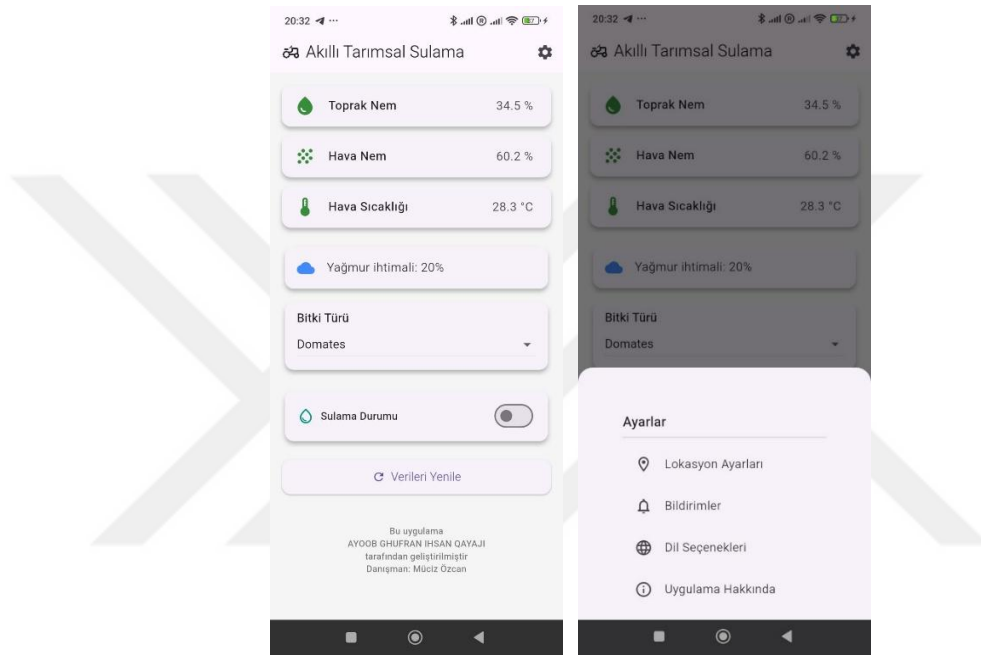 20:32
Akıllı Tarımsal Sulama
Toprak Nem 34.5 %
Hava Nem 60.2 %
Hava Sıcaklığı 28.3 °C
Yağmur ihtimali: 20%
Bitki Türü
Domates
Sulama Durumu
Verileri Yenile
Bu uygulama
AYOOB GHUFRAN IHSAN QAYAJI
tarafından geliştirilmiştir
Danışman: Müciz Özcan
20:32
Akıllı Tarımsal Sulama
Toprak Nem 34.5 %
Hava Nem 60.2 %
Hava Sıcaklığı 28.3 °C
Yağmur ihtimali: 20%
Bitki Türü
Domates
Ayarlar
Lokasyon Ayarları
Bildirimler
Dil Seçenekleri
Uygulama Hakkında